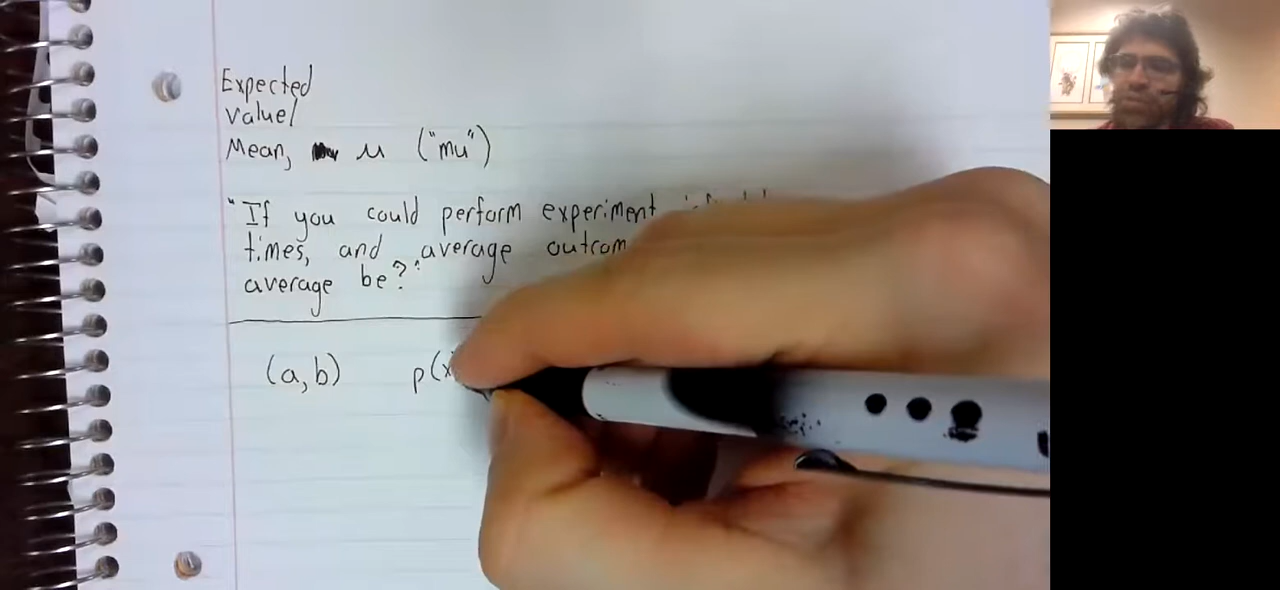 Expected
value/
Mean, μ ("mu")
"If you could perform experiment
times, and average outcom
average be?"
(a,b) p(x